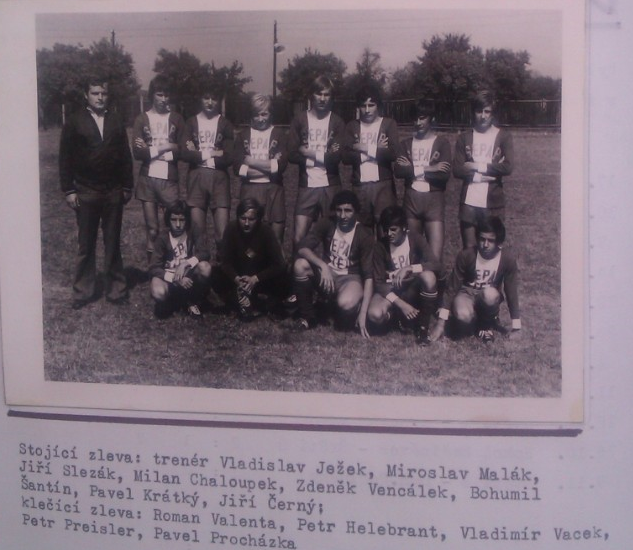 Stojící zleva: trenér Vladislav Ježek, Miroslav Malák,
Jiří Slezák, Milan Chaloupek, Zdeněk Vencálek, Bohumil
Šantín, Pavel Krátký, Jiří Černý;
klečící zleva: Roman Valenta, Petr Helebrant, Vladimír Vacek,
Petr Preisler, Pavel Procházka